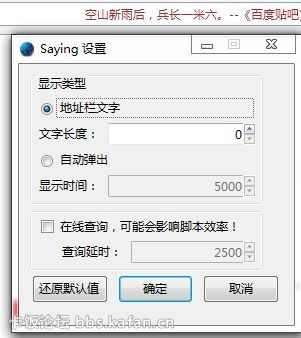 空山新雨后，兵长一米六。--《百度贴吧
Saying 设置
显示类型
地址栏文字
文字长度： 0
自动弹出
显示时间： 5000
在线查询，可能会影响脚本效率！
查询延时： 2500
还原默认值 确定 取消
卡饭论坛 bbs.kafan.cn